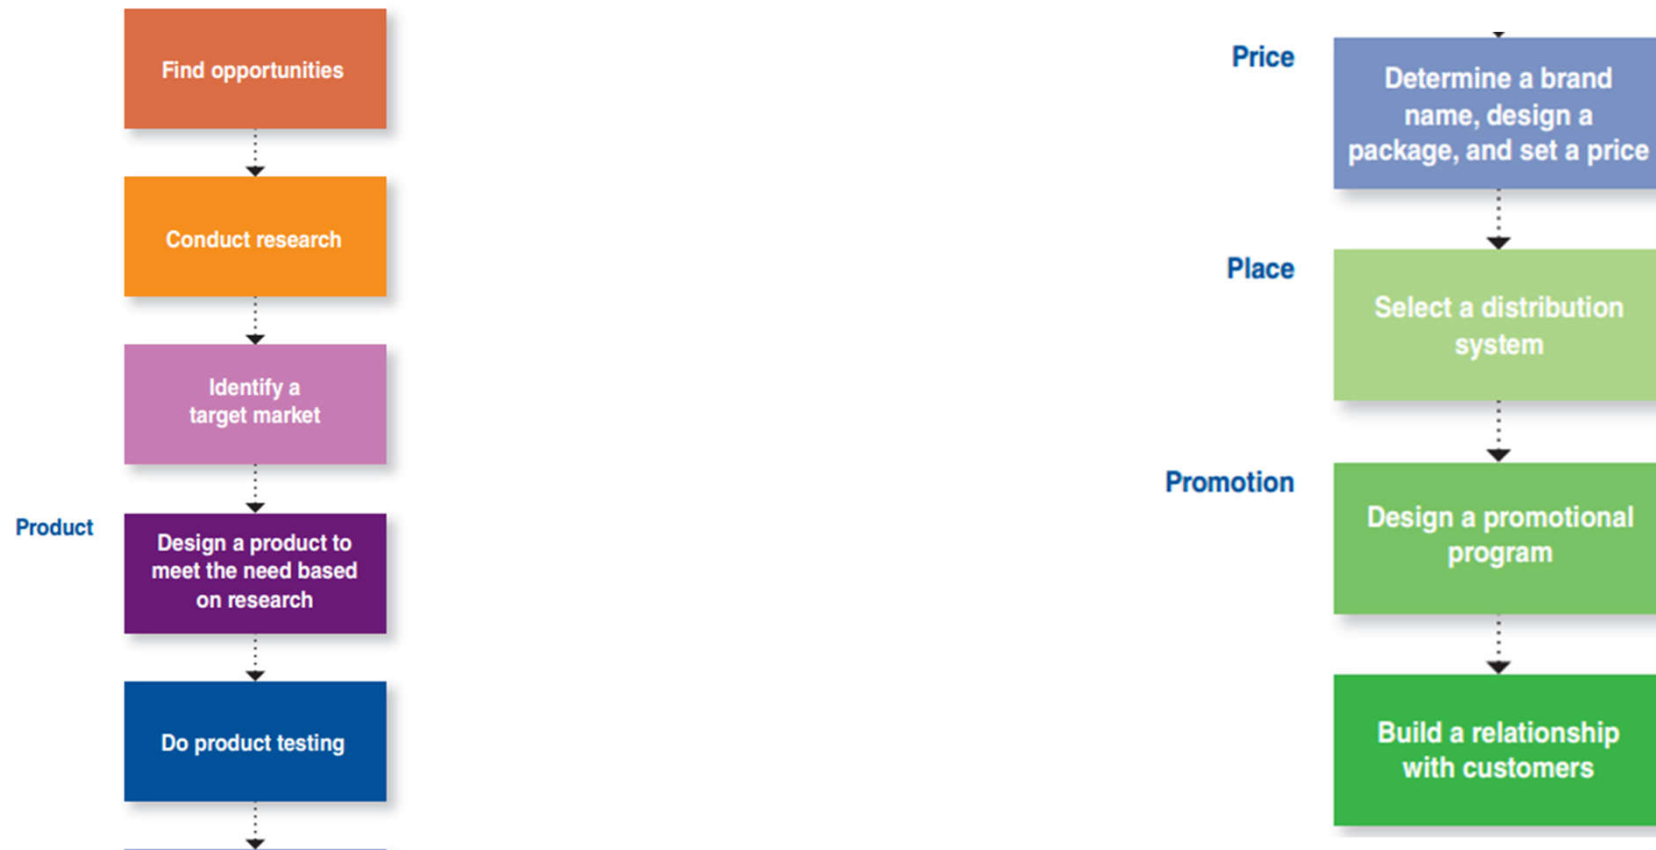 Find opportunities
Conduct research
Identify a
target market
Product
Design a product to
meet the need based
on research
Do product testing
Price
Determine a brand
name, design a
package, and set a price
Place
Select a distribution
system
Promotion
Design a promotional
program
Build a relationship
with customers